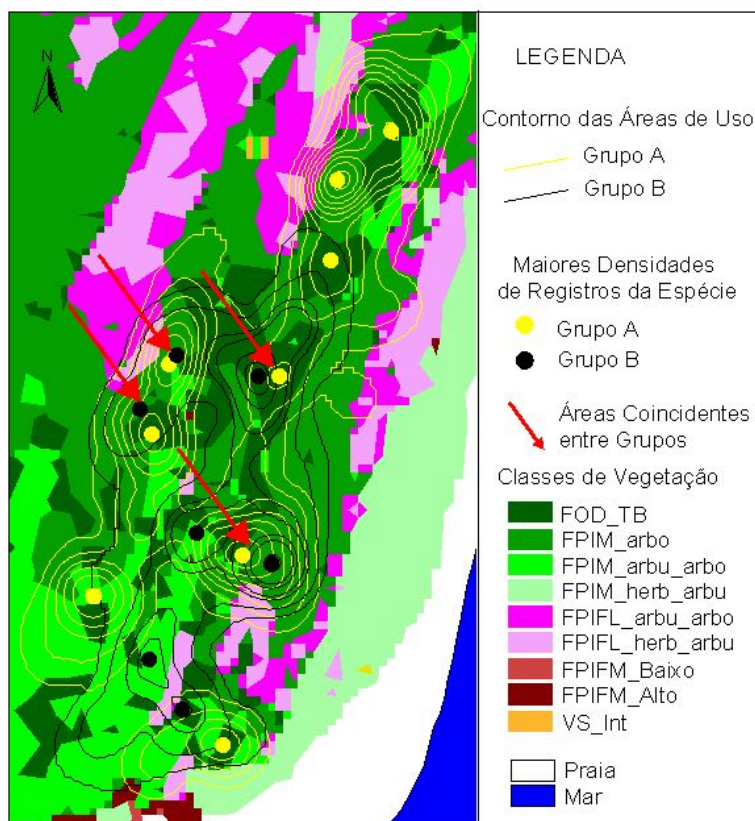 N
LEGENDA
Contorno das Áreas de Uso
Grupo A
Grupo B
Maiores Densidades
de Registros da Espécie
Grupo A
Grupo B
Áreas Coincidentes
entre Grupos
Classes de Vegetação
FOD_TB
FPIM_arbo
FPIM_arbu_arbo
FPIM_herb_arbu
FPIFL_arbu_arbo
FPIFL_herb_arbu
FPIFM_Baixo
FPIFM_Alto
VS_Int
Praia
Mar